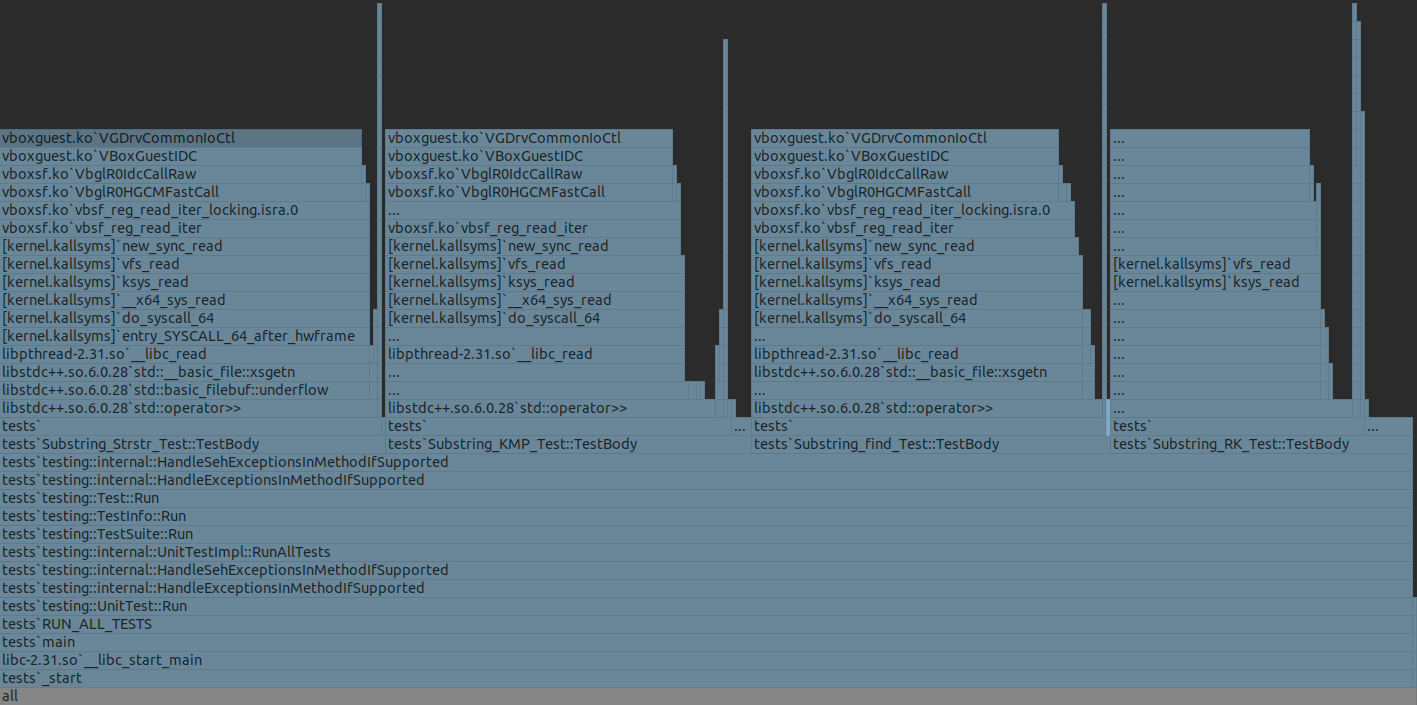 vboxguest.ko`VGDrvCommonIoCtl vboxguest.ko`VGDrvCommonIoCtl vboxguest.ko`VGDrvCommonIoCtl ...
vboxguest.ko`VBoxGuestIDC vboxguest.ko`VBoxGuestIDC vboxguest.ko`VBoxGuestIDC ...
vboxsf.ko`VbglR0IdcCallRaw vboxsf.ko`VbglR0IdcCallRaw vboxsf.ko`VbglR0IdcCallRaw ...
vboxsf.ko`VbglR0HGCMFastCall vboxsf.ko`VbglR0HGCMFastCall vboxsf.ko`VbglR0HGCMFastCall ...
vboxsf.ko`vbsf_reg_read_iter_locking.isra.0 ... vboxsf.ko`vbsf_reg_read_iter_locking.isra.0 ...
vboxsf.ko`vbsf_reg_read_iter vboxsf.ko`vbsf_reg_read_iter vboxsf.ko`vbsf_reg_read_iter ...
[kernel.kallsyms]`new_sync_read [kernel.kallsyms]`new_sync_read [kernel.kallsyms]`new_sync_read ...
[kernel.kallsyms]`vfs_read [kernel.kallsyms]`vfs_read [kernel.kallsyms]`vfs_read [kernel.kallsyms]`vfs_read
[kernel.kallsyms]`ksys_read [kernel.kallsyms]`ksys_read [kernel.kallsyms]`ksys_read [kernel.kallsyms]`ksys_read
[kernel.kallsyms]`__x64_sys_read [kernel.kallsyms]`__x64_sys_read [kernel.kallsyms]`__x64_sys_read ...
[kernel.kallsyms]`do_syscall_64 [kernel.kallsyms]`do_syscall_64 [kernel.kallsyms]`do_syscall_64 ...
[kernel.kallsyms]`entry_SYSCALL_64_after_hwframe ... ... ...
libpthread-2.31.so`__libc_read libpthread-2.31.so`__libc_read libpthread-2.31.so`__libc_read ...
libstdc++.so.6.0.28`std::__basic_file::xsgetn ... libstdc++.so.6.0.28`std::__basic_file::xsgetn ...
libstdc++.so.6.0.28`std::basic_filebuf::underflow ... ... ...
libstdc++.so.6.0.28`std::operator>> libstdc++.so.6.0.28`std::operator>> libstdc++.so.6.0.28`std::operator>> ...
tests` tests` ... tests` tests` ...
tests`Substring_Strstr_Test::TestBody tests`Substring_KMP_Test::TestBody tests`Substring_find_Test::TestBody tests`Substring_RK_Test::TestBody
tests`testing::internal::HandleSehExceptionsInMethodIfSupported
tests`testing::internal::HandleExceptionsInMethodIfSupported
tests`testing::Test::Run
tests`testing::TestInfo::Run
tests`testing::TestSuite::Run
tests`testing::internal::UnitTestImpl::RunAllTests
tests`testing::internal::HandleSehExceptionsInMethodIfSupported
tests`testing::internal::HandleExceptionsInMethodIfSupported
tests`testing::UnitTest::Run
tests`RUN_ALL_TESTS
tests`main
libc-2.31.so`__libc_start_main
tests`_start
all